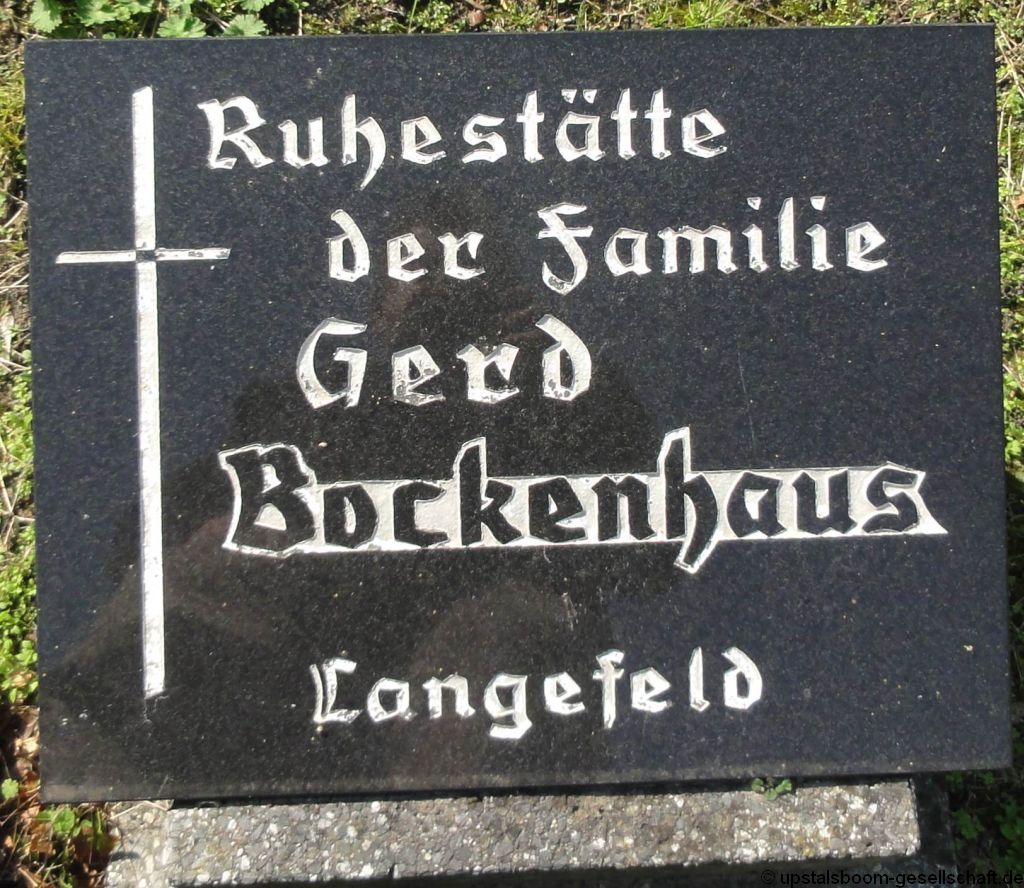 Ruhestätte
der Familie
Gerd
Bockenhaus
Langefeld
© upstalsboom-gesellschaft.de